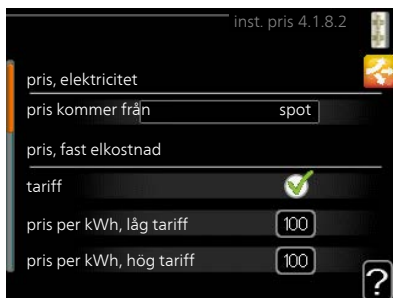 inst. pris 4.1.8.2
pris, elektricitet
pris kommer från spot
pris, fast elkostnad
tariff
pris per kWh, låg tariff 100
pris per kWh, hög tariff 100
?